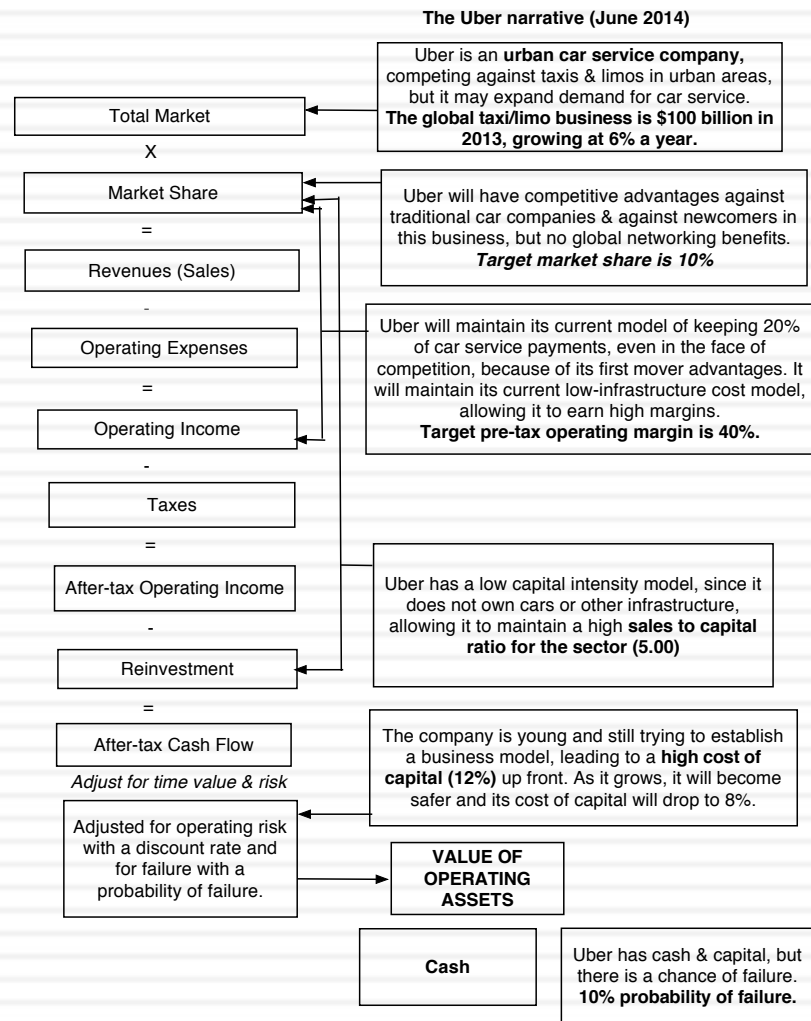 The Uber narrative (June 2014)
Uber is an urban car service company,
competing against taxis & limos in urban areas,
but it may expand demand for car service.
The global taxi/limo business is $100 billion in
2013, growing at 6% a year.
Total Market
X
Market Share
Uber will have competitive advantages against
traditional car companies & against newcomers in
this business, but no global networking benefits.
Target market share is 10%
=
Revenues (Sales)
-
Operating Expenses
Uber will maintain its current model of keeping 20%
of car service payments, even in the face of
competition, because of its first mover advantages. It
will maintain its current low-infrastructure cost model,
allowing it to earn high margins.
Target pre-tax operating margin is 40%.
=
Operating Income
-
Taxes
=
After-tax Operating Income
Uber has a low capital intensity model, since it
does not own cars or other infrastructure,
allowing it to maintain a high sales to capital
ratio for the sector (5.00)
-
Reinvestment
=
After-tax Cash Flow
The company is young and still trying to establish
a business model, leading to a high cost of
capital (12%) up front. As it grows, it will become
safer and its cost of capital will drop to 8%.
Adjust for time value & risk
Adjusted for operating risk
with a discount rate and
for failure with a
probability of failure.
VALUE OF
OPERATING
ASSETS
Cash
Uber has cash & capital, but
there is a chance of failure.
10% probability of failure.